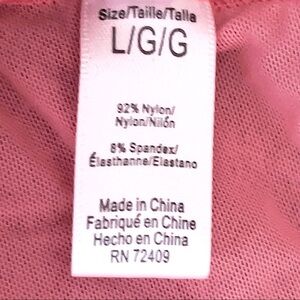 Size/Taille/Talla
L/G/G
92% Nylon/
Nylon/Nilón
8% Spandex/
Élasthanne/Elastano
Made in China
Fabriqué en Chine
Hecho en China
RN 72409